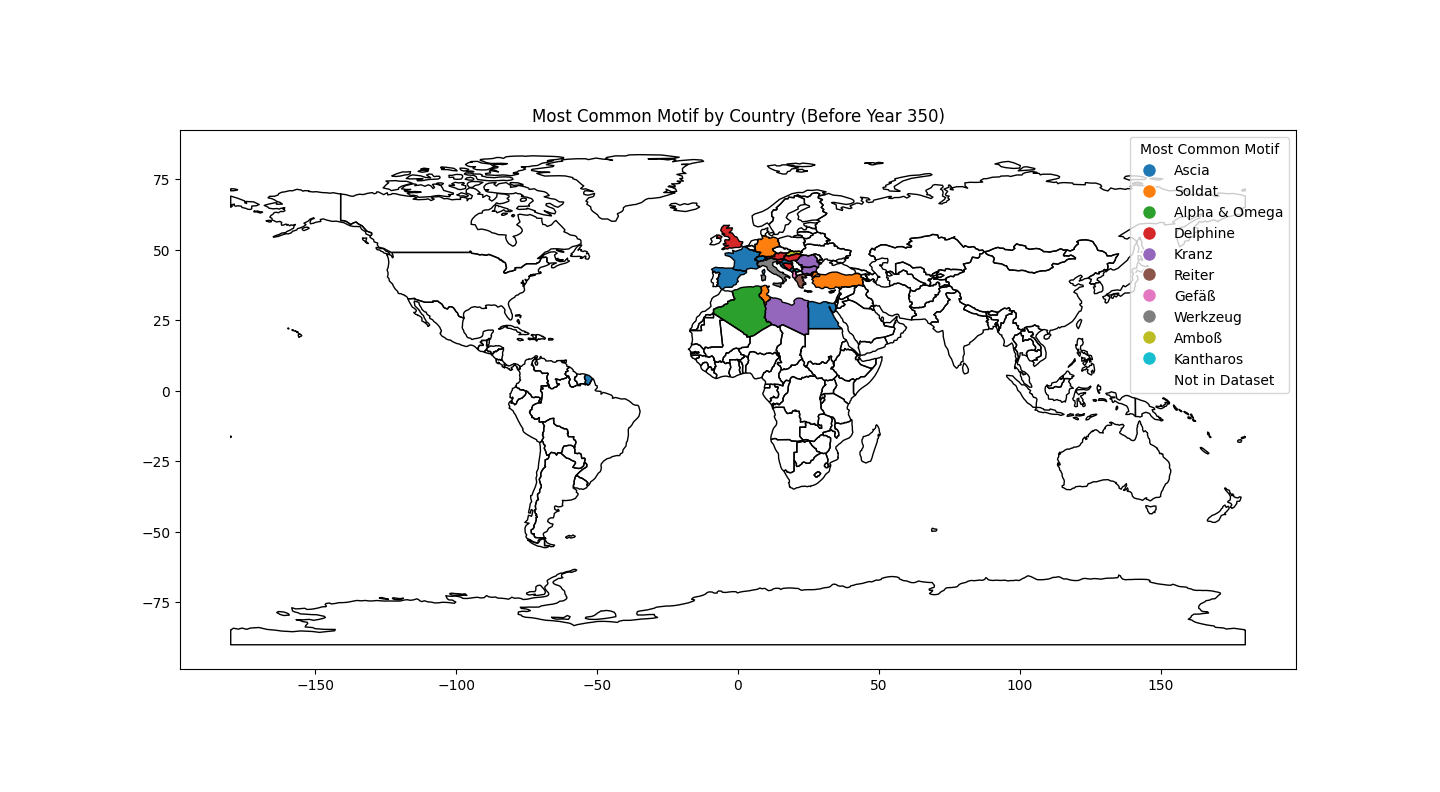 Most Common Motif by Country (Before Year 350)
Most Common Motif
Ascia
Soldat
Alpha & Omega
Delphine
Kranz
Reiter
Gefäß
Werkzeug
Amboß
Kantharos
Not in Dataset
75
50
25
0
−25
−50
−75
−150
−100
−50
0
50
100
150